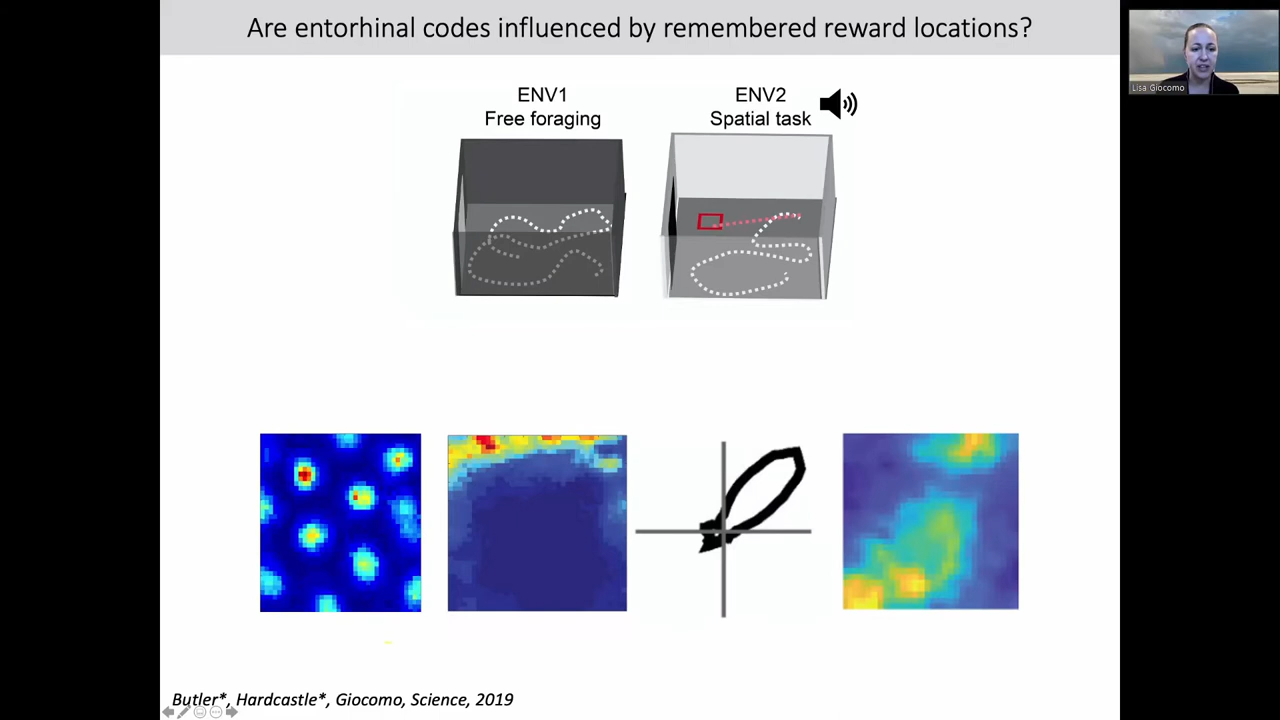 Are entorhinal codes influenced by remembered reward locations?
Lisa Giocomo
ENV1
Free foraging
ENV2
Spatial task
Butler*, Hardcastle*, Giocomo, Science, 2019